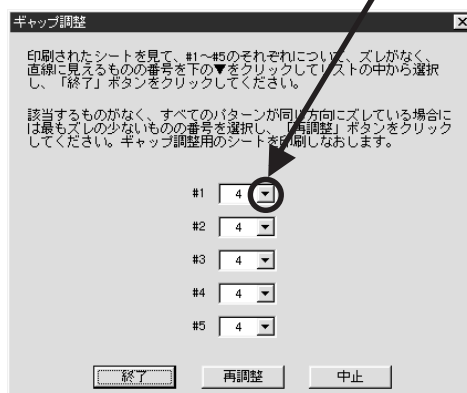 ギャップ調整
印刷されたシートを見て、#1～#5のそれぞれについて、ズレがなく、
直線に見えるものの番号を下の▼をクリックしてリストの中から選択
し、「終了」ボタンをクリックしてください。
該当するものがなく、すべてのパターンが同じ方向にズレている場合に
は最もズレの少ないものの番号を選択し、「再調整」ボタンをクリック
してください。ギャップ調整用のシートを印刷しなおします。
#1 4
#2 4
#3 4
#4 4
#5 4
終了 再調整 中止